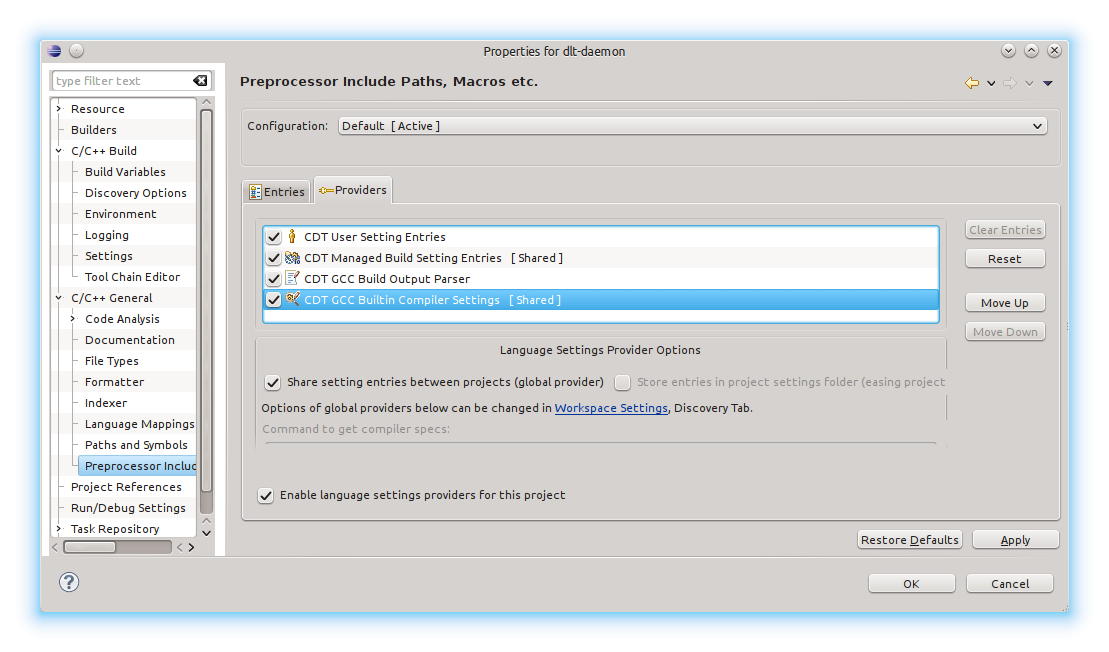 Properties for dlt-daemon
type filter text
Resource
Builders
C/C++ Build
Build Variables
Discovery Options
Environment
Logging
Settings
Tool Chain Editor
C/C++ General
Code Analysis
Documentation
File Types
Formatter
Indexer
Language Mappings
Paths and Symbols
Preprocessor Includ
Project References
Run/Debug Settings
Task Repository
Preprocessor Include Paths, Macros etc.
Configuration: Default [ Active ]
Entries Providers
CDT User Setting Entries
CDT Managed Build Setting Entries [ Shared ]
CDT GCC Build Output Parser
CDT GCC Builtin Compiler Settings [ Shared ]
Clear Entries
Reset
Move Up
Move Down
Language Settings Provider Options
Share setting entries between projects (global provider) Store entries in project settings folder (easing project
Options of global providers below can be changed in Workspace Settings, Discovery Tab.
Command to get compiler specs:
Enable language settings providers for this project
Restore Defaults Apply
? OK Cancel